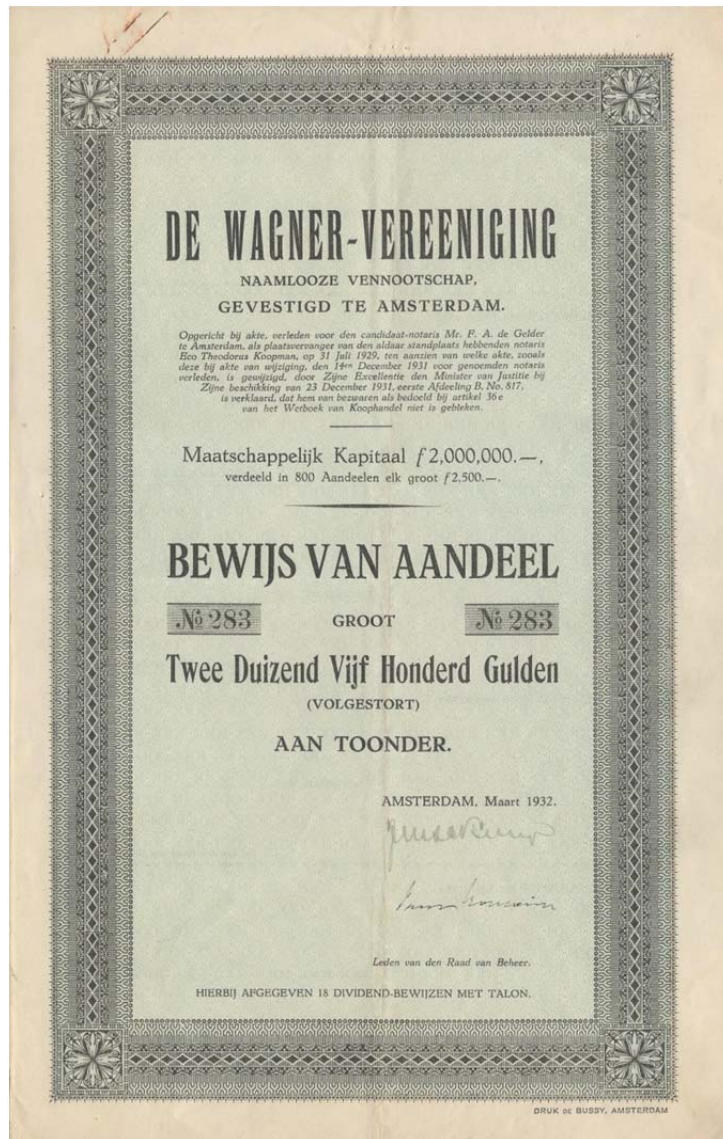 DE WAGNER-VEREENIGING
NAAMLOOZE VENNOOTSCHAP,
GEVESTIGD TE AMSTERDAM.
Opgericht bij akte, verleden voor den candidaat-notaris Mr. F. A. de Gelder
te Amsterdam, als plaatsvervanger van den aldaar standplaats hebbenden notaris
Eco Theodorus Koopman, op 31 Juli 1929, ten aanzien van welke akte, zooals
deze bij akte van wijziging, den 14en December 1931 voor genoemden notaris
verleden, is gewijzigd, door Zijne Excellentie den Minister van Justitie bij
Zijne beschikking van 23 December 1931, eerste Afdeeling B. No. 817,
is verklaard, dat hem van bezwaren als bedoeld bij artikel 36e
van het Wetboek van Koophandel niet is gebleken.
Maatschappelijk Kapitaal ƒ 2,000,000.—,
verdeeld in 800 Aandeelen elk groot ƒ 2.500.—.
BEWIJS VAN AANDEEL
№ 283 GROOT № 283
Twee Duizend Vijf Honderd Gulden
(VOLGESTORT)
AAN TOONDER.
AMSTERDAM, Maart 1932.
Leden van den Raad van Beheer.
HIERBIJ AFGEGEVEN 18 DIVIDEND-BEWIJZEN MET TALON.
DRUK DE BUSSY, AMSTERDAM